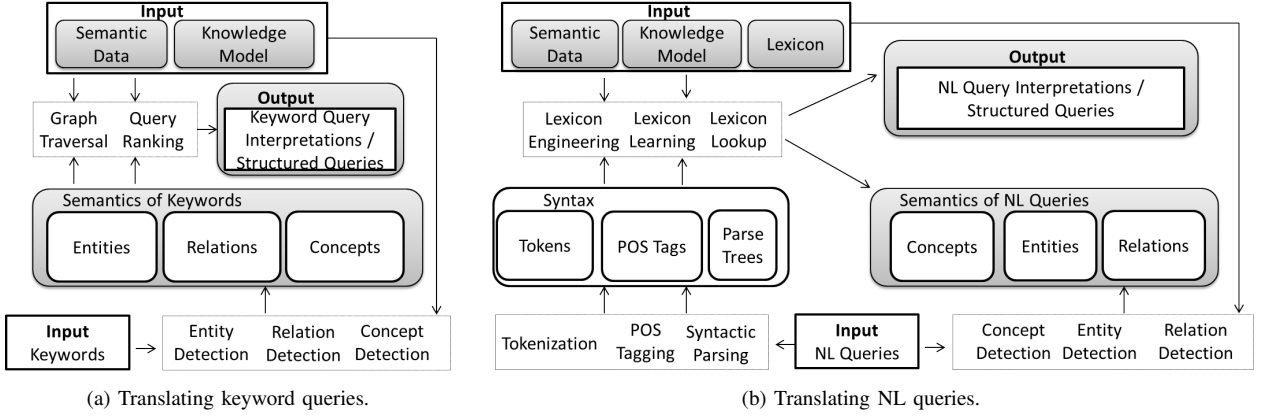 Input
Semantic Data
Knowledge Model
Output
Keyword Query
Interpretations /
Structured Queries
Graph Traversal
Query Ranking
Semantics of Keywords
Entities
Relations
Concepts
Input
Keywords
Entity Detection
Relation Detection
Concept Detection
(a) Translating keyword queries.
Input
Semantic Data
Knowledge Model
Lexicon
Output
NL Query Interpretations /
Structured Queries
Lexicon Engineering
Lexicon Learning
Lexicon Lookup
Syntax
Tokens
POS Tags
Parse Trees
Semantics of NL Queries
Concepts
Entities
Relations
Tokenization
POS Tagging
Syntactic Parsing
Input
NL Queries
Concept Detection
Entity Detection
Relation Detection
(b) Translating NL queries.